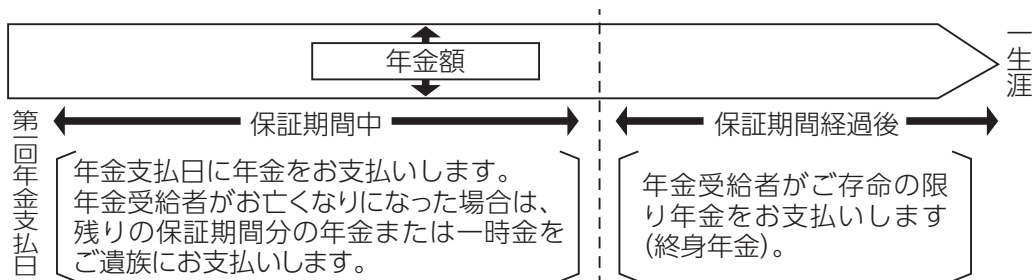 年金額
一生涯
第一回年金支払日
保証期間中
保証期間経過後
年金支払日に年金をお支払いします。
年金受給者がお亡くなりになった場合は、
残りの保証期間分の年金または一時金を
ご遺族にお支払いします。
年金受給者がご存命の限
り年金をお支払いします
(終身年金)。